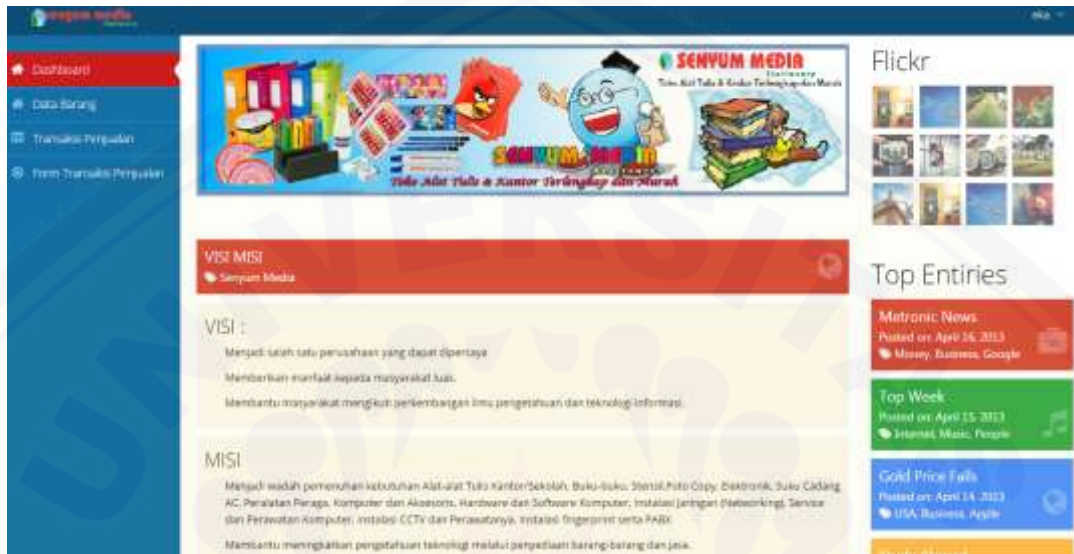 senyum media
eka
Dashboard
Data Barang
Transaksi Penjualan
Form Transaksi Penjualan
SENYUM MEDIA
Stationery
Toko Alat Tulis & Kantor Terlengkap dan Murah
SENYUM MEDIA
Toko Alat Tulis & Kantor Terlengkap dan Murah
VISI MISI
Senyum Media
VISI :
Menjadi salah satu perusahaan yang dapat dipercaya
Memberikan manfaat kepada masyarakat luas.
Membantu masyarakat mengikuti perkembangan ilmu pengetahuan dan teknologi informasi.
MISI
Menjadi wadah pemenuhan kebutuhan Alat-alat Tulis Kantor/Sekolah, Buku-buku, Stensil,Foto Copy, Elektronik, Suku Cadang
AC, Peralatan Peraga, Komputer dan Aksesoris, Hardware dan Software Komputer, Instalasi Jaringan (Networking), Service
dan Perawatan Komputer, instalasi CCTV dan Perawatanya, Instalasi fingerprint serta PABX
Membantu meningkatkan pengetahuan teknologi melalui penyediaan barang-barang dan jasa.
Flickr
Top Entiries
Metronic News
Posted on: April 16, 2013
Money, Business, Google
Top Week
Posted on: April 15, 2013
Internet, Music, People
Gold Price Falls
Posted on: April 14, 2013
USA, Business, Apple
UNIVERSITA